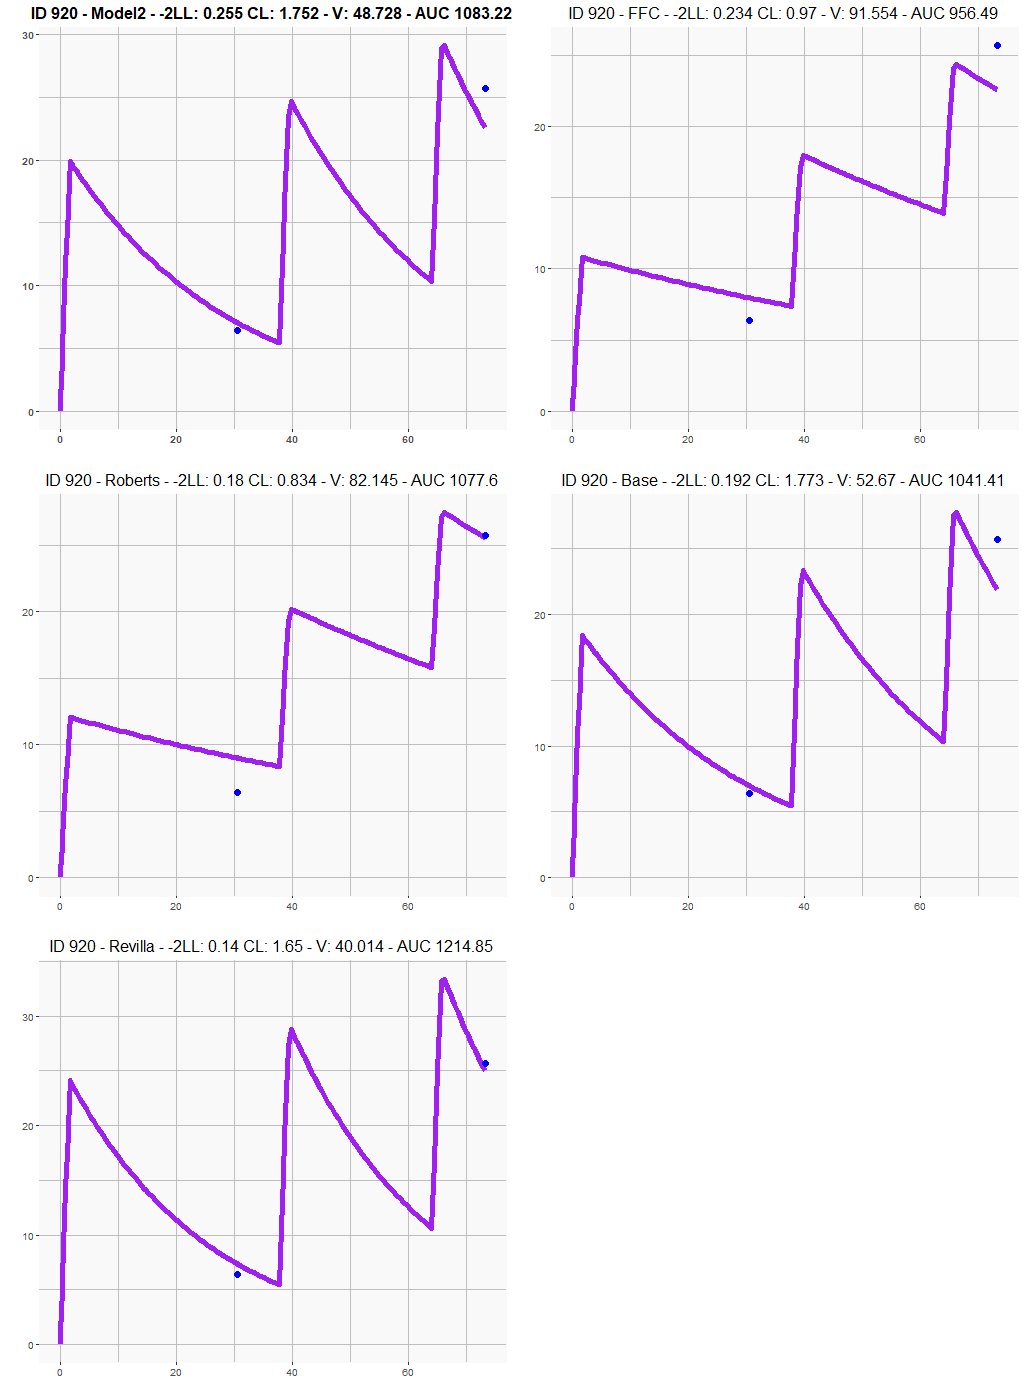 ID 920 - Model2 - -2LL: 0.255 CL: 1.752 - V: 48.728 - AUC 1083.22
30
20
10
0
0 20 40 60
ID 920 - FFC - -2LL: 0.234 CL: 0.97 - V: 91.554 - AUC 956.49
20
10
0
0 20 40 60
ID 920 - Roberts - -2LL: 0.18 CL: 0.834 - V: 82.145 - AUC 1077.6
20
10
0
0 20 40 60
ID 920 - Base - -2LL: 0.192 CL: 1.773 - V: 52.67 - AUC 1041.41
20
10
0
0 20 40 60
ID 920 - Revilla - -2LL: 0.14 CL: 1.65 - V: 40.014 - AUC 1214.85
30
20
10
0
0 20 40 60